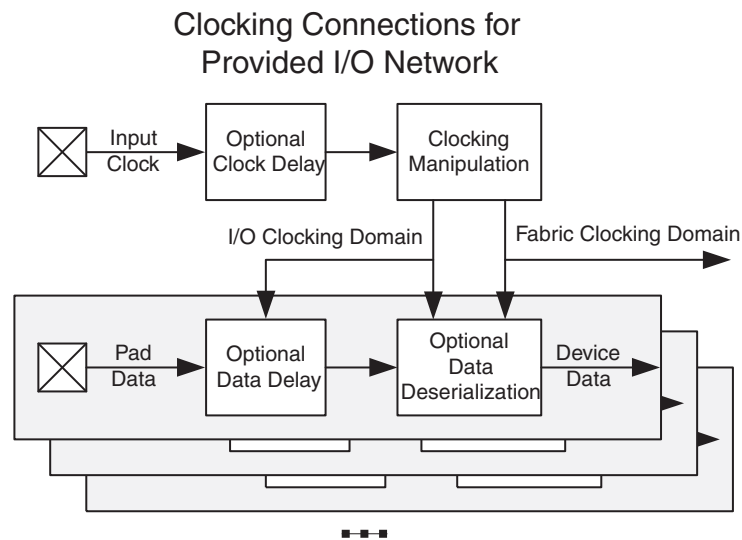 Clocking Connections for
Provided I/O Network
Input
Clock
Optional
Clock Delay
Clocking
Manipulation
I/O Clocking Domain
Fabric Clocking Domain
Pad
Data
Optional
Data Delay
Optional
Data
Deserialization
Device
Data